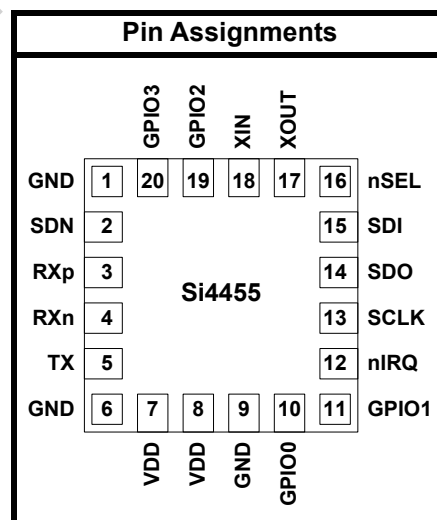 Pin Assignments
GPIO3 GPIO2 XIN XOUT
GND 1 20 19 18 17 16 nSEL
SDN 2 15 SDI
RXp 3 14 SDO
Si4455
RXn 4 13 SCLK
TX 5 12 nIRQ
GND 6 7 8 9 10 11 GPIO1
VDD VDD GND GPIO0